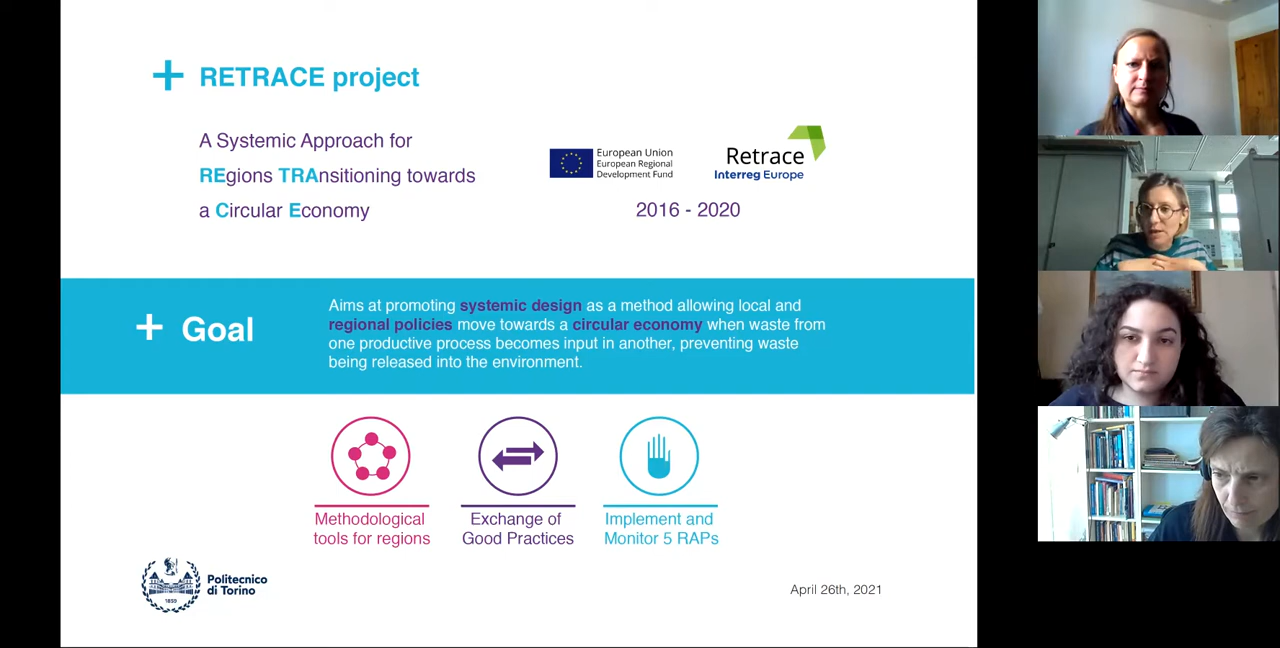 + RETRACE project
A Systemic Approach for
REgions TRAnsitioning towards
a Circular Economy
European Union
European Regional
Development Fund
Retrace
Interreg Europe
2016 - 2020
+ Goal
Aims at promoting systemic design as a method allowing local and
regional policies move towards a circular economy when waste from
one productive process becomes input in another, preventing waste
being released into the environment.
Methodological
tools for regions
Exchange of
Good Practices
Implement and
Monitor 5 RAPs
1859
Politecnico
di Torino
April 26th, 2021